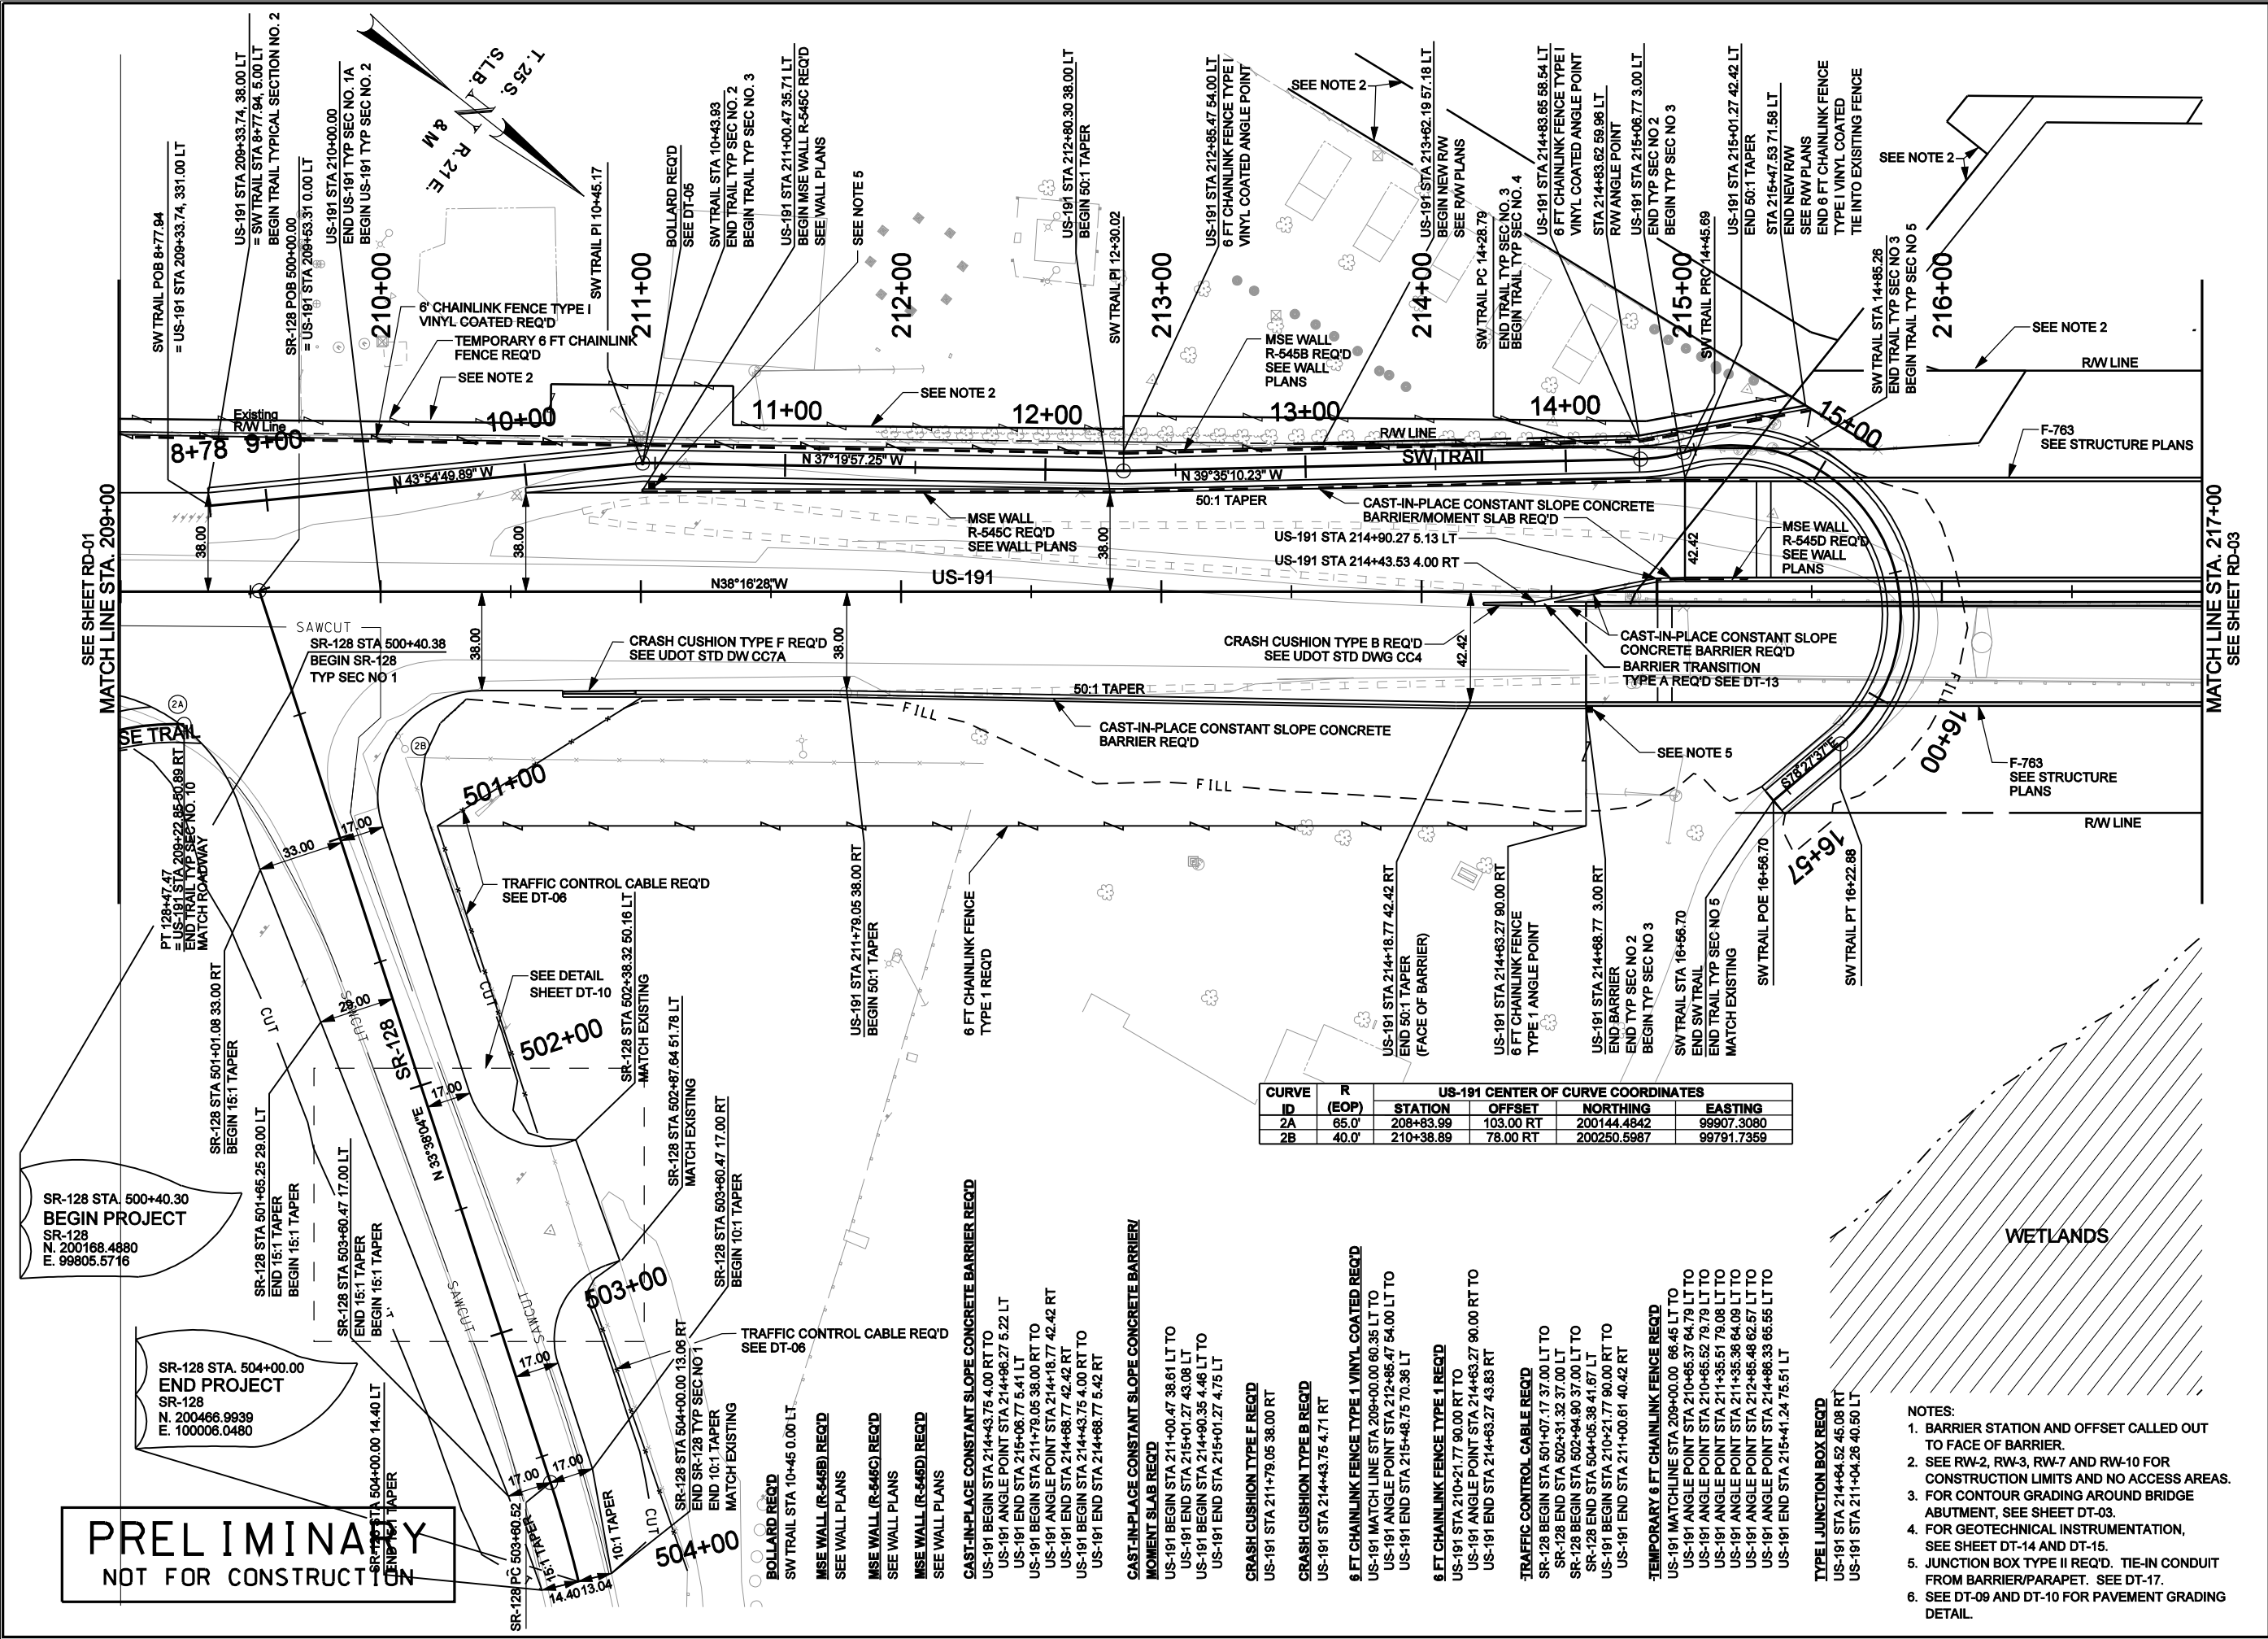 T. 25 S.
S.L.B.
& M
R. 21 E.
SW TRAIL POB 8+77.94
= US-191 STA 209+33.74, 331.00 LT
US-191 STA 209+33.74, 38.00 LT
= SW TRAIL STA 8+77.94, 5.00 LT
BEGIN TRAIL TYPICAL SECTION NO. 2
SR-128 POB 500+00.00
= US-191 STA 209+53.31 0.00 LT
US-191 STA 210+00.00
END US-191 TYP SEC NO. 1A
BEGIN US-191 TYP SEC NO. 2
SW TRAIL PI 10+45.17
BOLLARD REQ'D
SEE DT-05
SW TRAIL STA 10+43.93
END TRAIL TYP SEC NO. 2
BEGIN TRAIL TYP SEC NO. 3
US-191 STA 211+00.47 35.71 LT
BEGIN MSE WALL R-545C REQ'D
SEE WALL PLANS
SEE NOTE 5
US-191 STA 212+80.30 38.00 LT
BEGIN 50:1 TAPER
SW TRAIL PI 12+30.02
US-191 STA 212+85.47 54.00 LT
6 FT CHAINLINK FENCE TYPE I
VINYL COATED ANGLE POINT
SEE NOTE 2
US-191 STA 213+62.19 57.18 LT
BEGIN NEW R/W
SEE R/W PLANS
SW TRAIL PC 14+28.79
END TRAIL TYP SEC NO. 3
BEGIN TRAIL TYP SEC NO. 4
US-191 STA 214+83.65 58.54 LT
6 FT CHAINLINK FENCE TYPE I
VINYL COATED ANGLE POINT
STA 214+83.62 59.96 LT
R/W ANGLE POINT
US-191 STA 215+06.77 3.00 LT
END TYP SEC NO 2
BEGIN TYP SEC NO 3
SW TRAIL PRC 14+45.69
US-191 STA 215+01.27 42.42 LT
END 50:1 TAPER
STA 215+47.53 71.58 LT
END NEW R/W
SEE R/W PLANS
END 6 FT CHAINLINK FENCE
TYPE I VINYL COATED
TIE INTO EXISITING FENCE
SW TRAIL STA 14+85.26
END TRAIL TYP SEC NO 3
BEGIN TRAIL TYP SEC NO 5
SEE NOTE 2
210+00
211+00
212+00
213+00
214+00
215+00
216+00
6' CHAINLINK FENCE TYPE I
VINYL COATED REQ'D
TEMPORARY 6 FT CHAINLINK
FENCE REQ'D
SEE NOTE 2
SEE NOTE 2
MSE WALL
R-545B REQ'D
SEE WALL
PLANS
SEE NOTE 2
R/W LINE
Existing
R/W Line
8+78
9+00
10+00
11+00
12+00
13+00
14+00
15+00
R/W LINE
F-763
SEE STRUCTURE PLANS
N 43°54'49.89" W
N 37°19'57.25" W
N 39°35'10.23" W
SW TRAIL
50:1 TAPER
MSE WALL
R-545C REQ'D
SEE WALL PLANS
CAST-IN-PLACE CONSTANT SLOPE CONCRETE
BARRIER/MOMENT SLAB REQ'D
US-191 STA 214+90.27 5.13 LT
US-191 STA 214+43.53 4.00 RT
MSE WALL
R-545D REQ'D
SEE WALL
PLANS
38.00
38.00
38.00
42.42
SEE SHEET RD-01
MATCH LINE STA. 209+00
MATCH LINE STA. 217+00
SEE SHEET RD-03
N38°16'28"W
US-191
SAWCUT
SR-128 STA 500+40.38
BEGIN SR-128
TYP SEC NO 1
38.00
CRASH CUSHION TYPE F REQ'D
SEE UDOT STD DW CC7A
38.00
CRASH CUSHION TYPE B REQ'D
SEE UDOT STD DWG CC4
42.42
CAST-IN-PLACE CONSTANT SLOPE
CONCRETE BARRIER REQ'D
BARRIER TRANSITION
TYPE A REQ'D SEE DT-13
50:1 TAPER
FILL
CAST-IN-PLACE CONSTANT SLOPE CONCRETE
BARRIER REQ'D
SEE NOTE 5
FILL
FILL
16+00
S78°27'37"E
16+57
F-763
SEE STRUCTURE
PLANS
R/W LINE
2A
SE TRAIL
2B
501+00
17.00
33.00
PT 128+47.47
= US-191 STA 209+22.85 50.89 RT
END TRAIL TYP SEC NO. 10
MATCH ROADWAY
TRAFFIC CONTROL CABLE REQ'D
SEE DT-06
SR-128 STA 501+01.08 33.00 RT
BEGIN 15:1 TAPER
CUT
29.00
SAWCUT
SR-128
CUT
SEE DETAIL
SHEET DT-10
502+00
SR-128 STA 502+38.32 50.16 LT
MATCH EXISTING
SR-128 STA 502+87.64 51.78 LT
MATCH EXISTING
US-191 STA 211+79.05 38.00 RT
BEGIN 50:1 TAPER
6 FT CHAINLINK FENCE
TYPE 1 REQ'D
US-191 STA 214+18.77 42.42 RT
END 50:1 TAPER
(FACE OF BARRIER)
US-191 STA 214+63.27 90.00 RT
6 FT CHAINLINK FENCE
TYPE 1 ANGLE POINT
US-191 STA 214+68.77 3.00 RT
END BARRIER
END TYP SEC NO 2
BEGIN TYP SEC NO 3
SW TRAIL STA 16+56.70
END SW TRAIL
END TRAIL TYP SEC NO 5
MATCH EXISTING
SW TRAIL POE 16+56.70
SW TRAIL PT 16+22.88
17.00
N 33°38'04"E
CURVE ID R (EOP) US-191 CENTER OF CURVE COORDINATES
STATION OFFSET NORTHING EASTING
2A 65.0' 208+83.99 103.00 RT 200144.4842 99907.3080
2B 40.0' 210+38.89 78.00 RT 200250.5987 99791.7359
SR-128 STA. 500+40.30
BEGIN PROJECT
SR-128
N. 200168.4880
E. 99805.5716
SR-128 STA 501+65.25 29.00 LT
END 15:1 TAPER
BEGIN 15:1 TAPER
SR-128 STA 503+60.47 17.00 LT
END 15:1 TAPER
BEGIN 15:1 TAPER
SR-128 STA 503+60.47 17.00 RT
BEGIN 10:1 TAPER
503+00
SAWCUT
SAWCUT
17.00
TRAFFIC CONTROL CABLE REQ'D
SEE DT-06
SR-128 STA. 504+00.00
END PROJECT
SR-128
N. 200466.9939
E. 100006.0480
SR-128 STA 504+00.00 14.40 LT
END 15:1 TAPER
17.00
17.00
SR-128 PC 503+60.52
15:1 TAPER
10:1 TAPER
CUT
14.40
13.04
504+00
SR-128 STA 504+00.00 13.06 RT
END SR-128 TYP SEC NO 1
END 10:1 TAPER
MATCH EXISTING
PRELIMINARY
NOT FOR CONSTRUCTION
BOLLARD REQ'D
SW TRAIL STA 10+45 0.00 LT
MSE WALL (R-545B) REQ'D
SEE WALL PLANS
MSE WALL (R-545C) REQ'D
SEE WALL PLANS
MSE WALL (R-545D) REQ'D
SEE WALL PLANS
CAST-IN-PLACE CONSTANT SLOPE CONCRETE BARRIER REQ'D
US-191 BEGIN STA 214+43.75 4.00 RT TO
US-191 ANGLE POINT STA 214+96.27 5.22 LT
US-191 END STA 215+06.77 5.41 LT
US-191 BEGIN STA 211+79.05 38.00 RT TO
US-191 ANGLE POINT STA 214+18.77 42.42 RT
US-191 END STA 214+68.77 42.42 RT
US-191 BEGIN STA 214+43.75 4.00 RT TO
US-191 END STA 214+68.77 5.42 RT
CAST-IN-PLACE CONSTANT SLOPE CONCRETE BARRIER/
MOMENT SLAB REQ'D
US-191 BEGIN STA 211+00.47 38.61 LT TO
US-191 END STA 215+01.27 43.08 LT
US-191 BEGIN STA 214+90.35 4.46 LT TO
US-191 END STA 215+01.27 4.75 LT
CRASH CUSHION TYPE F REQ'D
US-191 STA 211+79.05 38.00 RT
CRASH CUSHION TYPE B REQ'D
US-191 STA 214+43.75 4.71 RT
6 FT CHAINLINK FENCE TYPE 1 VINYL COATED REQ'D
US-191 MATCH LINE STA 209+00.00 60.35 LT TO
US-191 ANGLE POINT STA 212+85.47 54.00 LT TO
US-191 END STA 215+48.75 70.36 LT
6 FT CHAINLINK FENCE TYPE 1 REQ'D
US-191 STA 210+21.77 90.00 RT TO
US-191 ANGLE POINT STA 214+63.27 90.00 RT TO
US-191 END STA 214+63.27 43.83 RT
TRAFFIC CONTROL CABLE REQ'D
SR-128 BEGIN STA 501+07.17 37.00 LT TO
SR-128 END STA 502+31.32 37.00 LT
SR-128 BEGIN STA 502+94.90 37.00 LT TO
SR-128 END STA 504+05.38 41.67 LT
US-191 BEGIN STA 210+21.77 90.00 RT TO
US-191 END STA 211+00.61 40.42 RT
TEMPORARY 6 FT CHAINLINK FENCE REQ'D
US-191 MATCHLINE STA 209+00.00 66.45 LT TO
US-191 ANGLE POINT STA 210+65.37 64.79 LT TO
US-191 ANGLE POINT STA 210+65.52 79.79 LT TO
US-191 ANGLE POINT STA 211+35.51 79.08 LT TO
US-191 ANGLE POINT STA 211+35.36 64.09 LT TO
US-191 ANGLE POINT STA 212+85.48 62.57 LT TO
US-191 ANGLE POINT STA 214+86.33 65.55 LT TO
US-191 END STA 215+41.24 75.51 LT
TYPE I JUNCTION BOX REQ'D
US-191 STA 214+64.52 45.08 RT
US-191 STA 211+04.26 40.50 LT
WETLANDS
NOTES:
1. BARRIER STATION AND OFFSET CALLED OUT
TO FACE OF BARRIER.
2. SEE RW-2, RW-3, RW-7 AND RW-10 FOR
CONSTRUCTION LIMITS AND NO ACCESS AREAS.
3. FOR CONTOUR GRADING AROUND BRIDGE
ABUTMENT, SEE SHEET DT-03.
4. FOR GEOTECHNICAL INSTRUMENTATION,
SEE SHEET DT-14 AND DT-15.
5. JUNCTION BOX TYPE II REQ'D. TIE-IN CONDUIT
FROM BARRIER/PARAPET. SEE DT-17.
6. SEE DT-09 AND DT-10 FOR PAVEMENT GRADING
DETAIL.